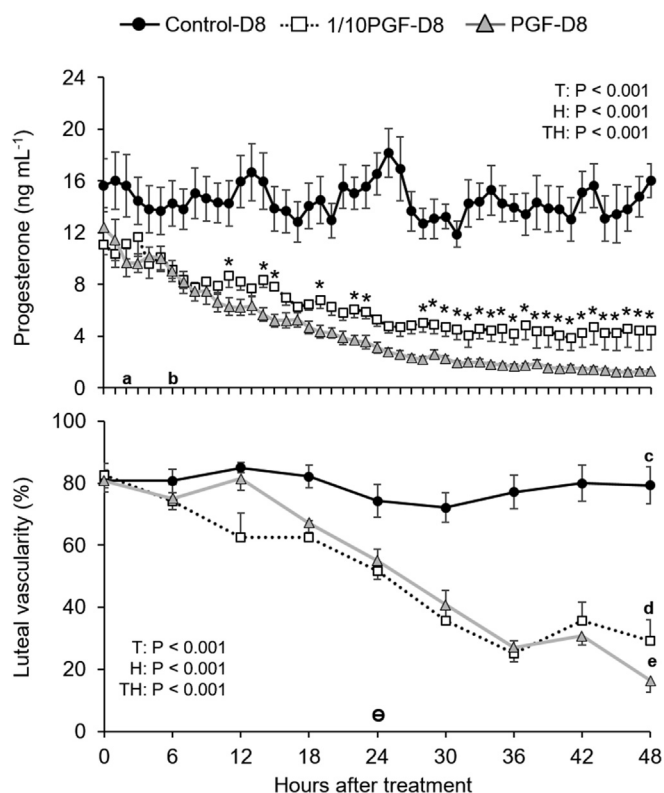 Control-D8 1/10PGF-D8 PGF-D8
24
T: P < 0.001
H: P < 0.001
TH: P < 0.001
20
16
12
8
4
0
Progesterone (ng mL-1)
* * * * * * * * * * * * * * * * * * * * * * * * * * * *
a b
100
80
60
40
20
0
Luteal vascularity (%)
c
d
e
T: P < 0.001
H: P < 0.001
TH: P < 0.001
Ɵ
0 6 12 18 24 30 36 42 48
Hours after treatment